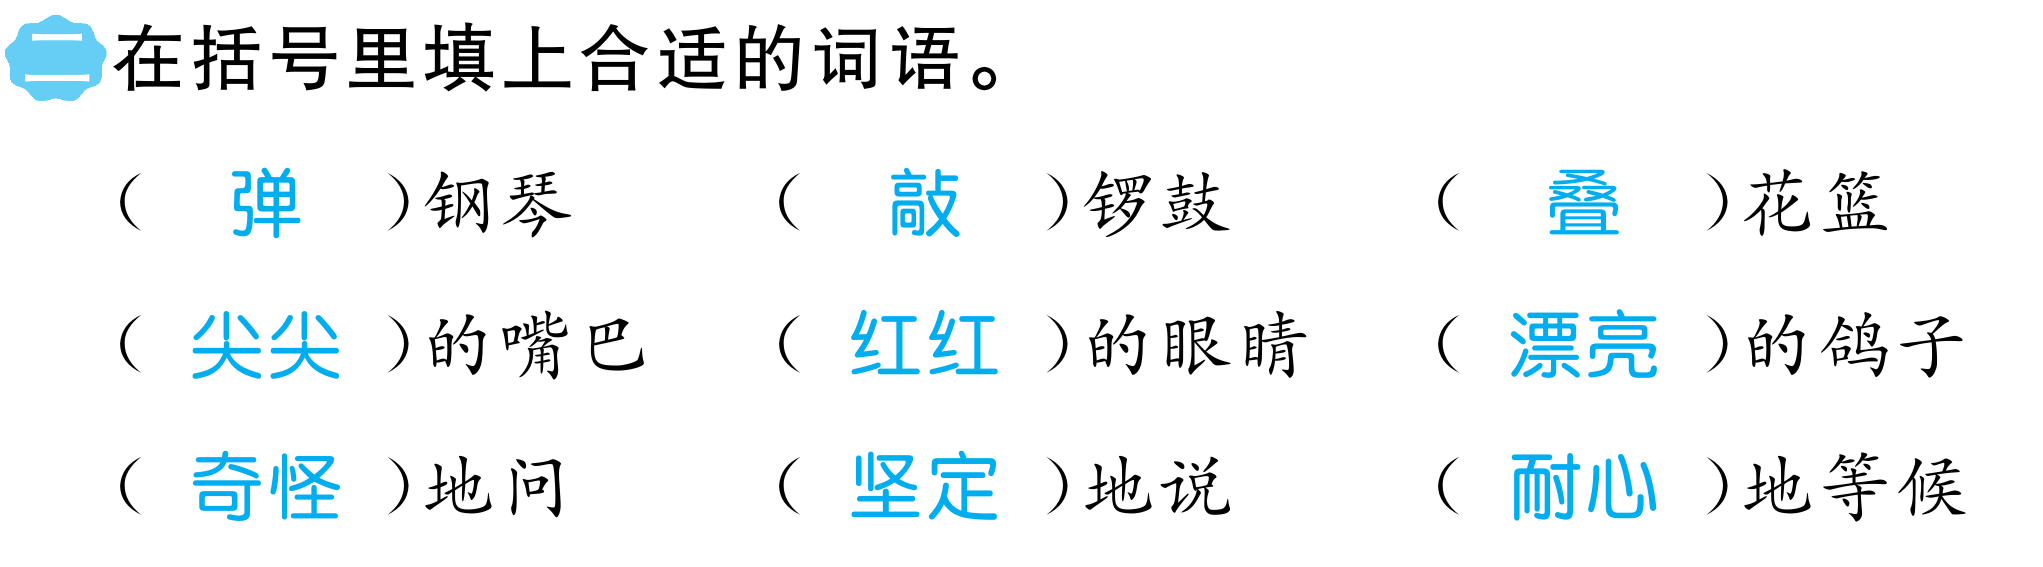 二 在括号里填上合适的词语。
（ 弹 ）钢琴 （ 敲 ）锣鼓 （ 叠 ）花篮
（ 尖尖 ）的嘴巴 （ 红红 ）的眼睛 （ 漂亮 ）的鸽子
（ 奇怪 ）地问 （ 坚定 ）地说 （ 耐心 ）地等候